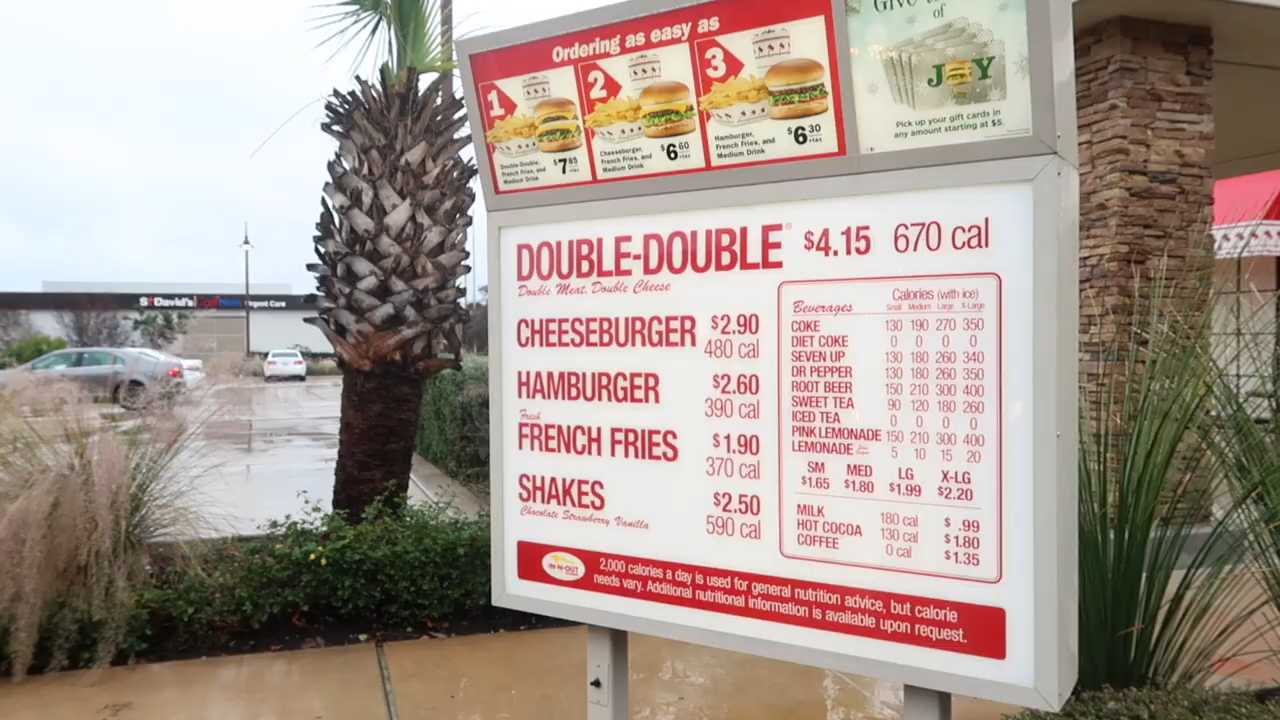 Ordering as easy as
1
Double-Double,
French Fries, and
Medium Drink
$7.85 +tax
2
Cheeseburger,
French Fries, and
Medium Drink
$6.60 +tax
3
Hamburger,
French Fries, and
Medium Drink
$6.30 +tax
of
JOY
Pick up your gift cards in
any amount starting at $5.
DOUBLE-DOUBLE® $4.15 670 cal
Double Meat, Double Cheese
CHEESEBURGER $2.90
480 cal
HAMBURGER $2.60
390 cal
Fresh
FRENCH FRIES $1.90
370 cal
SHAKES $2.50
Chocolate Strawberry Vanilla 590 cal
Beverages Calories (with ice)
Small Medium Large X-Large
COKE 130 190 270 350
DIET COKE 0 0 0 0
SEVEN UP 130 180 260 340
DR PEPPER 130 180 260 350
ROOT BEER 150 210 300 400
SWEET TEA 90 120 180 260
ICED TEA 0 0 0 0
PINK LEMONADE 150 210 300 400
LEMONADE 5 10 15 20
SM MED LG X-LG
$1.65 $1.80 $1.99 $2.20
MILK 180 cal $ .99
HOT COCOA 130 cal $1.80
COFFEE 0 cal $1.35
IN-N-OUT
2,000 calories a day is used for general nutrition advice, but calorie
needs vary. Additional nutritional information is available upon request.
St David's Urgent Care